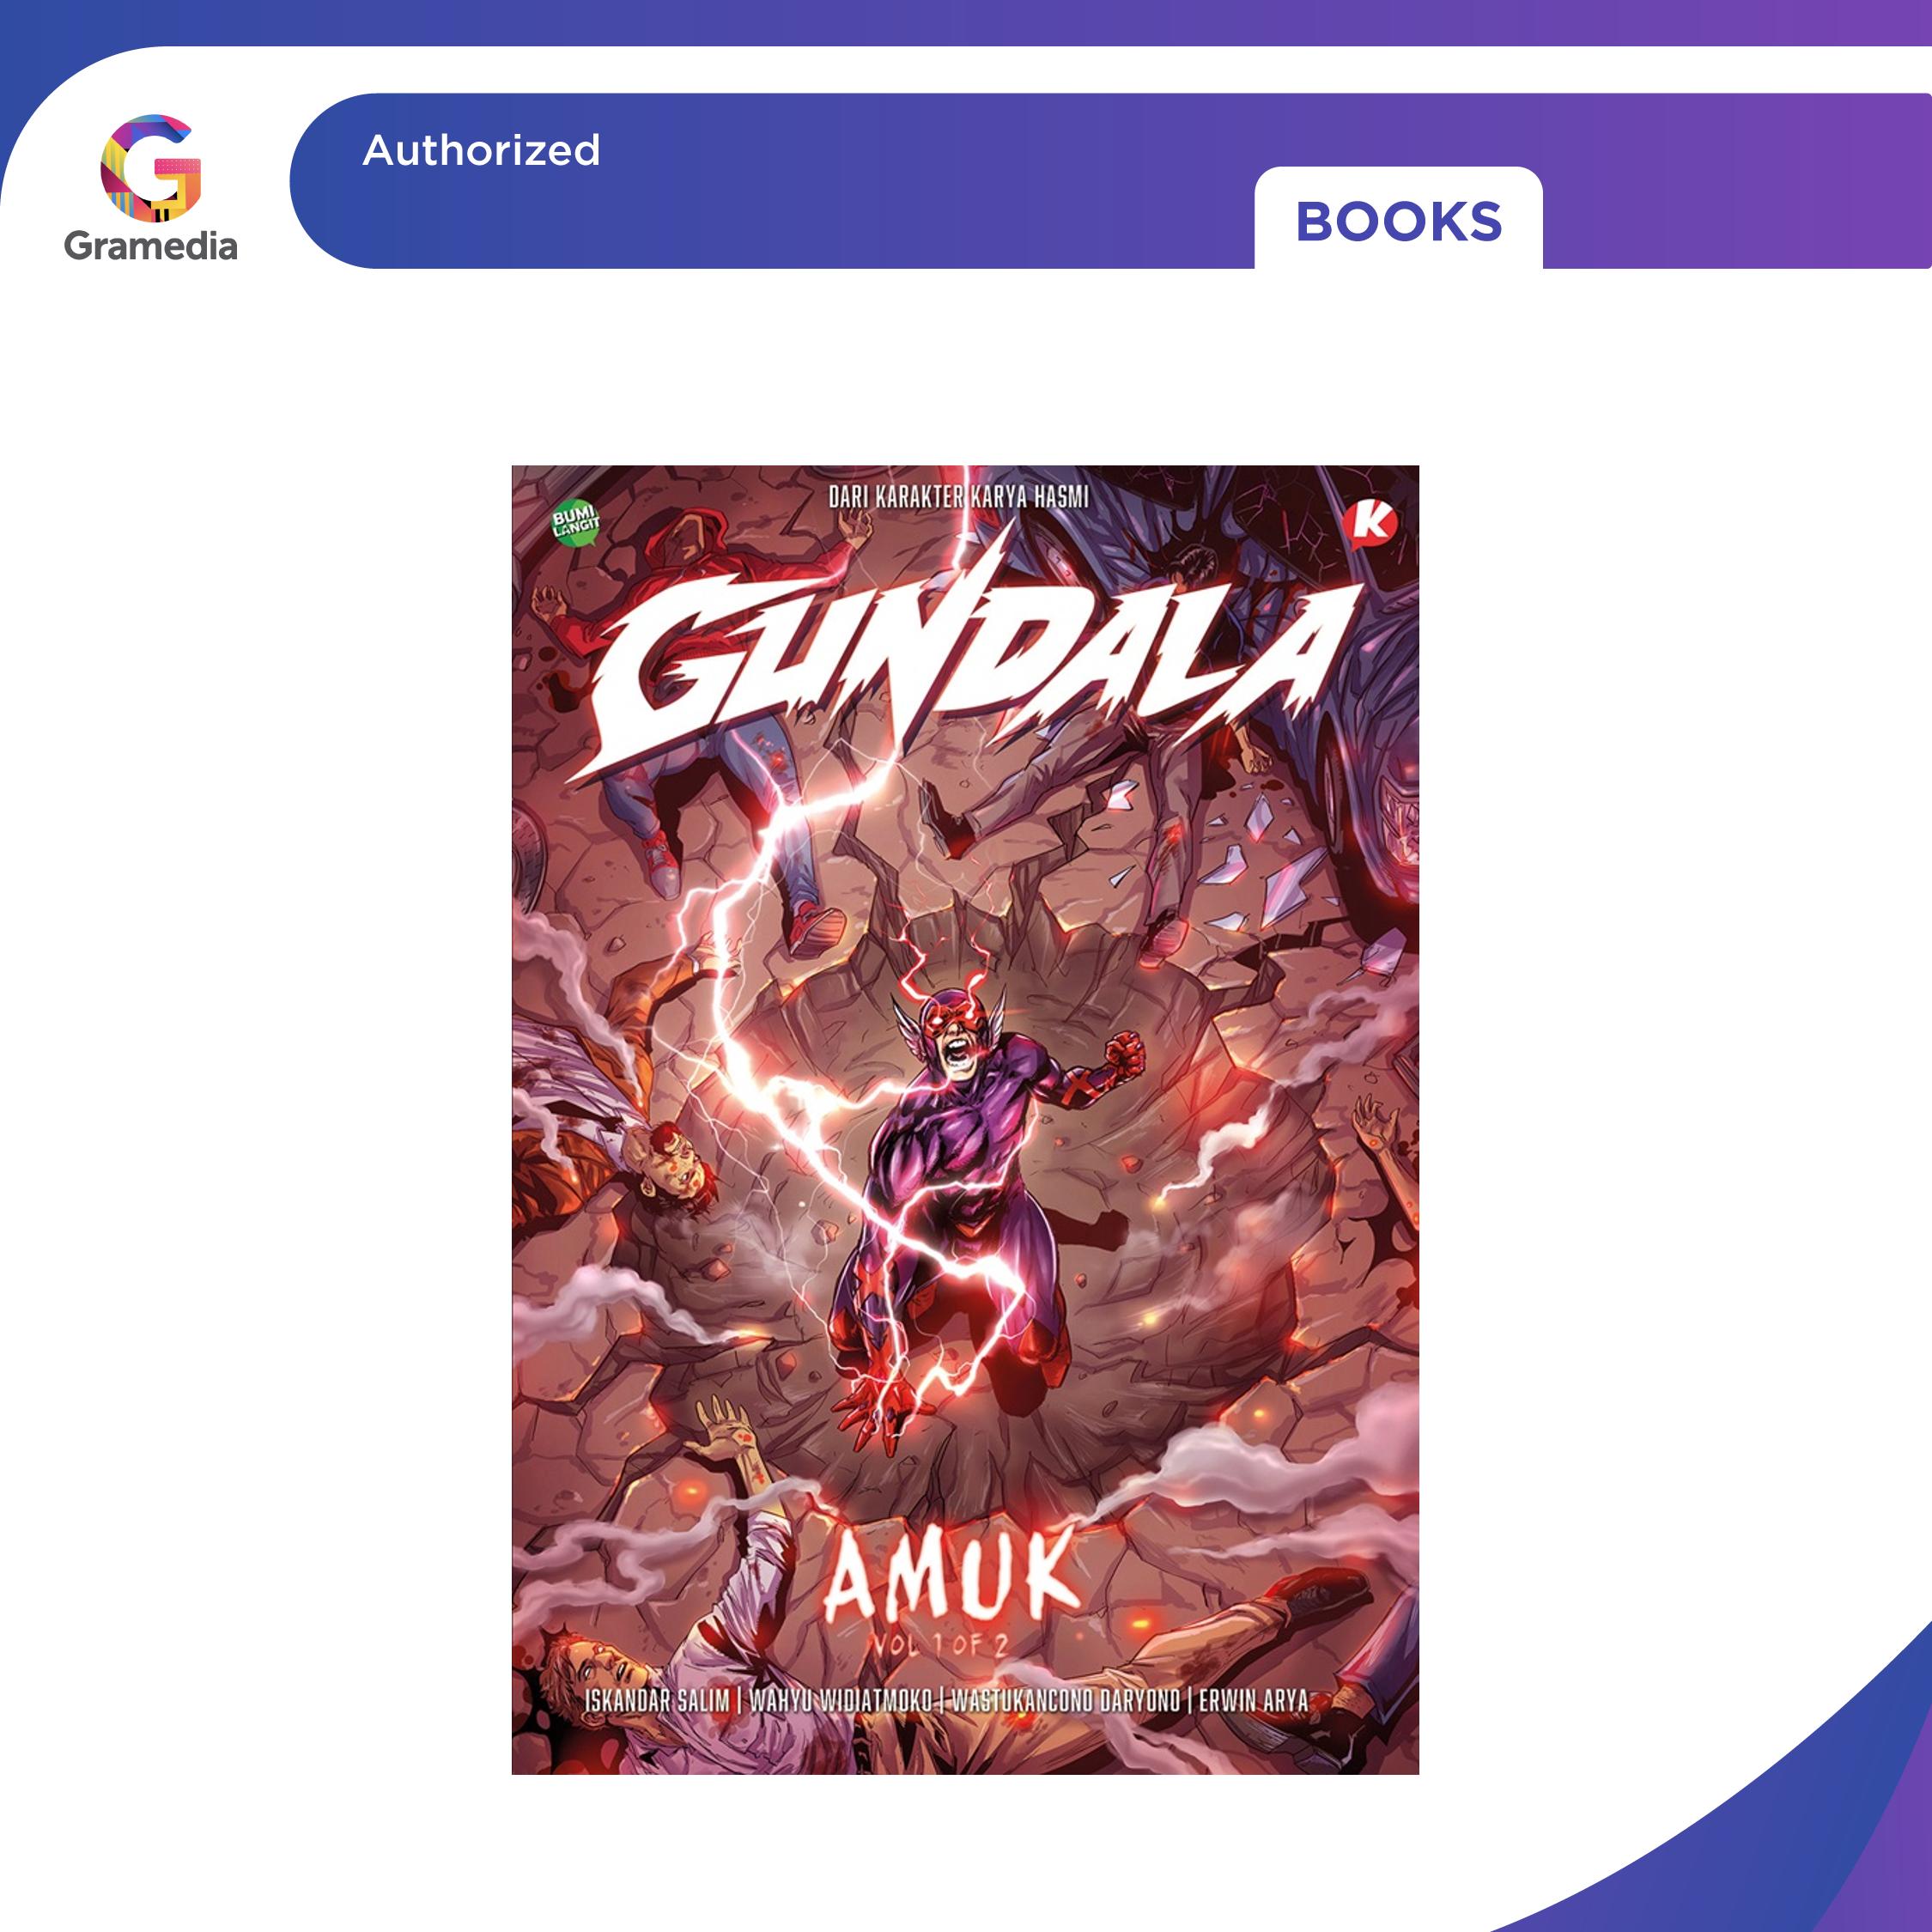 Authorized
Gramedia
BOOKS
DARI KARAKTER KARYA HASMI
BUMI
LANGIT
K
GUNDALA
AMUK
VOL 1 OF 2
ISKANDAR SALIM | WAHYU WIDIATMOKO | WASTUKANCONO DARYONO | ERWIN ARYA